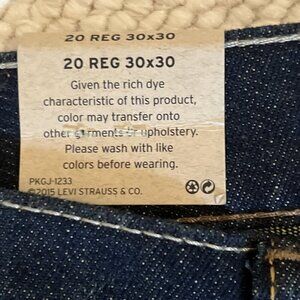 20 REG 30x30
20 REG 30x30
Given the rich dye
characteristic of this product,
color may transfer onto
other garments or upholstery.
Please wash with like
colors before wearing.
PKGJ-1233
©2015 LEVI STRAUSS & CO.